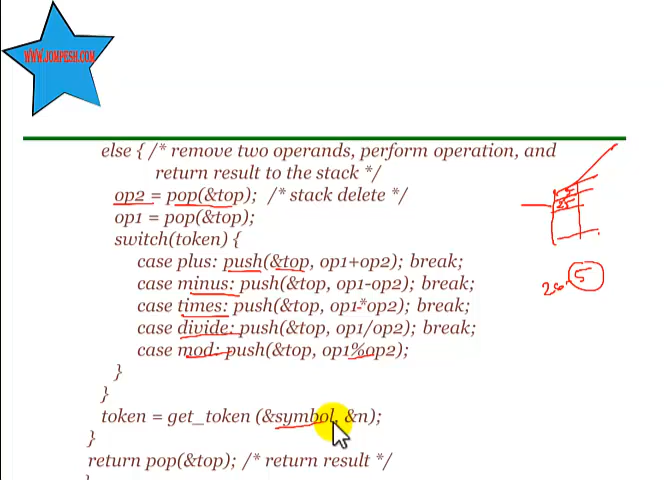 WWW.JOMPESH.COM
else { /* remove two operands, perform operation, and
return result to the stack */
op2 = pop(&top); /* stack delete */
op1 = pop(&top);
switch(token) {
case plus: push(&top, op1+op2); break;
case minus: push(&top, op1-op2); break;
case times: push(&top, op1*op2); break;
case divide: push(&top, op1/op2); break;
case mod: push(&top, op1%op2);
}
}
token = get_token (&symbol, &n);
}
return pop(&top); /* return result */
5